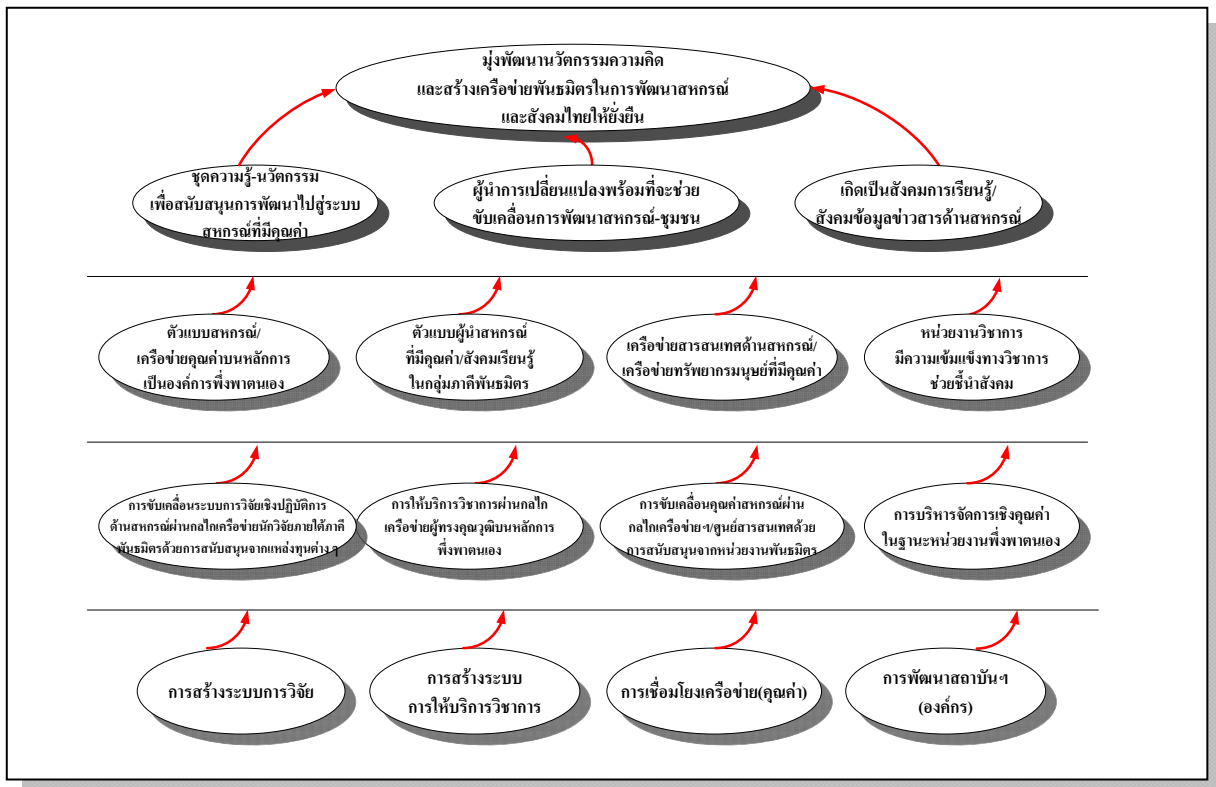 มุ่งพัฒนานวัตกรรมความคิด
และสร้างเครือข่ายพันธมิตรในการพัฒนาสหกรณ์
และสังคมไทยให้ยั่งยืน
ชุดความรู้-นวัตกรรม
เพื่อสนับสนุนการพัฒนาไปสู่ระบบ
สหกรณ์ที่มีคุณค่า
ผู้นำการเปลี่ยนแปลงพร้อมที่จะช่วย
ขับเคลื่อนการพัฒนาสหกรณ์-ชุมชน
เกิดเป็นสังคมการเรียนรู้/
สังคมข้อมูลข่าวสารด้านสหกรณ์
ตัวแบบสหกรณ์/
เครือข่ายคุณค่าบนหลักการ
เป็นองค์การพึ่งพาตนเอง
ตัวแบบผู้นำสหกรณ์
ที่มีคุณค่า/สังคมเรียนรู้
ในกลุ่มภาคีพันธมิตร
เครือข่ายสารสนเทศด้านสหกรณ์/
เครือข่ายทรัพยากรมนุษย์ที่มีคุณค่า
หน่วยงานวิชาการ
มีความเข้มแข็งทางวิชาการ
ช่วยชี้นำสังคม
การขับเคลื่อนระบบการวิจัยเชิงปฏิบัติการ
ด้านสหกรณ์ผ่านกลไกเครือข่ายนักวิจัยภายใต้ภาคี
พันธมิตรด้วยการสนับสนุนจากแหล่งทุนต่าง ๆ
การให้บริการวิชาการผ่านกลไก
เครือข่ายผู้ทรงคุณวุฒิบนหลักการ
พึ่งพาตนเอง
การขับเคลื่อนคุณค่าสหกรณ์ผ่าน
กลไกเครือข่ายฯ/ศูนย์สารสนเทศด้วย
การสนับสนุนจากหน่วยงานพันธมิตร
การบริหารจัดการเชิงคุณค่า
ในฐานะหน่วยงานพึ่งพาตนเอง
การสร้างระบบการวิจัย
การสร้างระบบ
การให้บริการวิชาการ
การเชื่อมโยงเครือข่าย(คุณค่า)
การพัฒนาสถาบันฯ
(องค์กร)